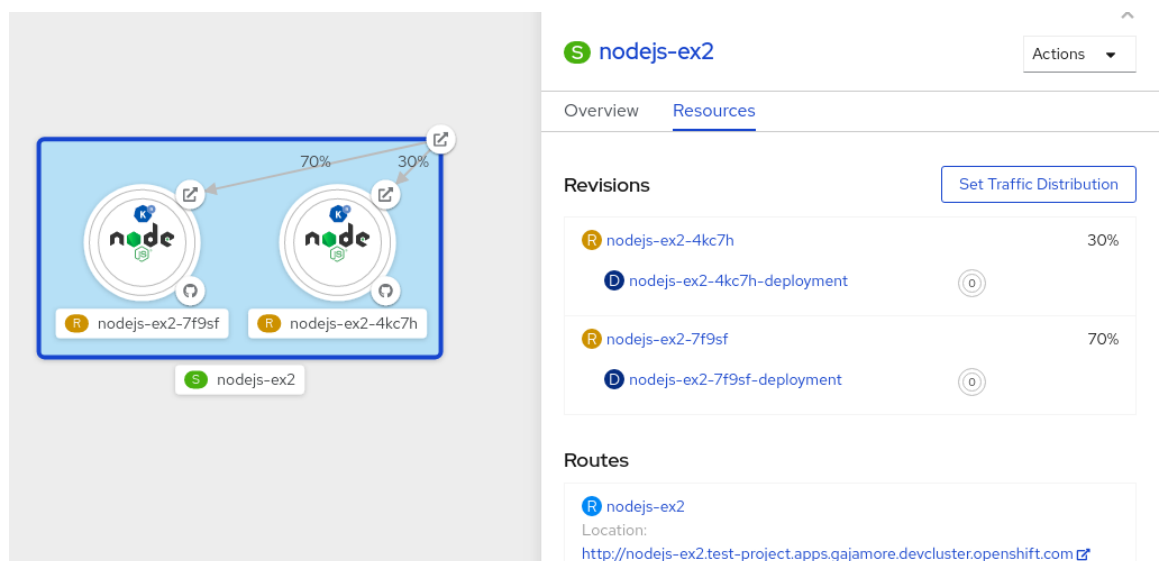 70%
30%
K
node
JS
K
node
JS
R nodejs-ex2-7f9sf
R nodejs-ex2-4kc7h
S nodejs-ex2
S nodejs-ex2
Actions
Overview Resources
Revisions
Set Traffic Distribution
R nodejs-ex2-4kc7h 30%
D nodejs-ex2-4kc7h-deployment 0
R nodejs-ex2-7f9sf 70%
D nodejs-ex2-7f9sf-deployment 0
Routes
R nodejs-ex2
Location:
http://nodejs-ex2.test-project.apps.gajamore.devcluster.openshift.com